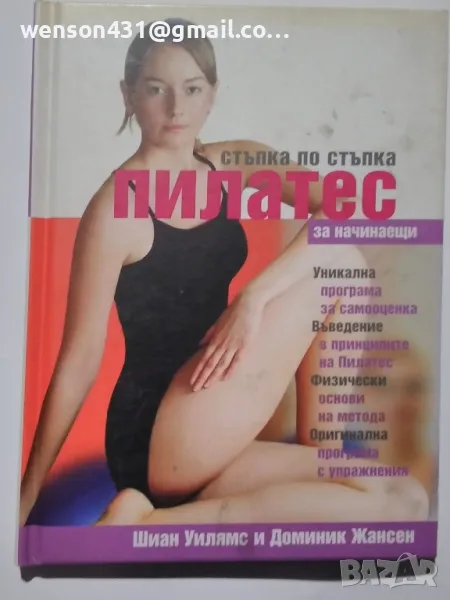 wenson431@gmail.co...
стъпка по стъпка
пилатес
за начинаещи
Уникална
програма
за самооценка
Въведение
в принципите
на Пилатес
Физически
основи
на метода
Оригинална
програма
с упражнения
Шиан Уилямс и Доминик Жансен
BAZAR